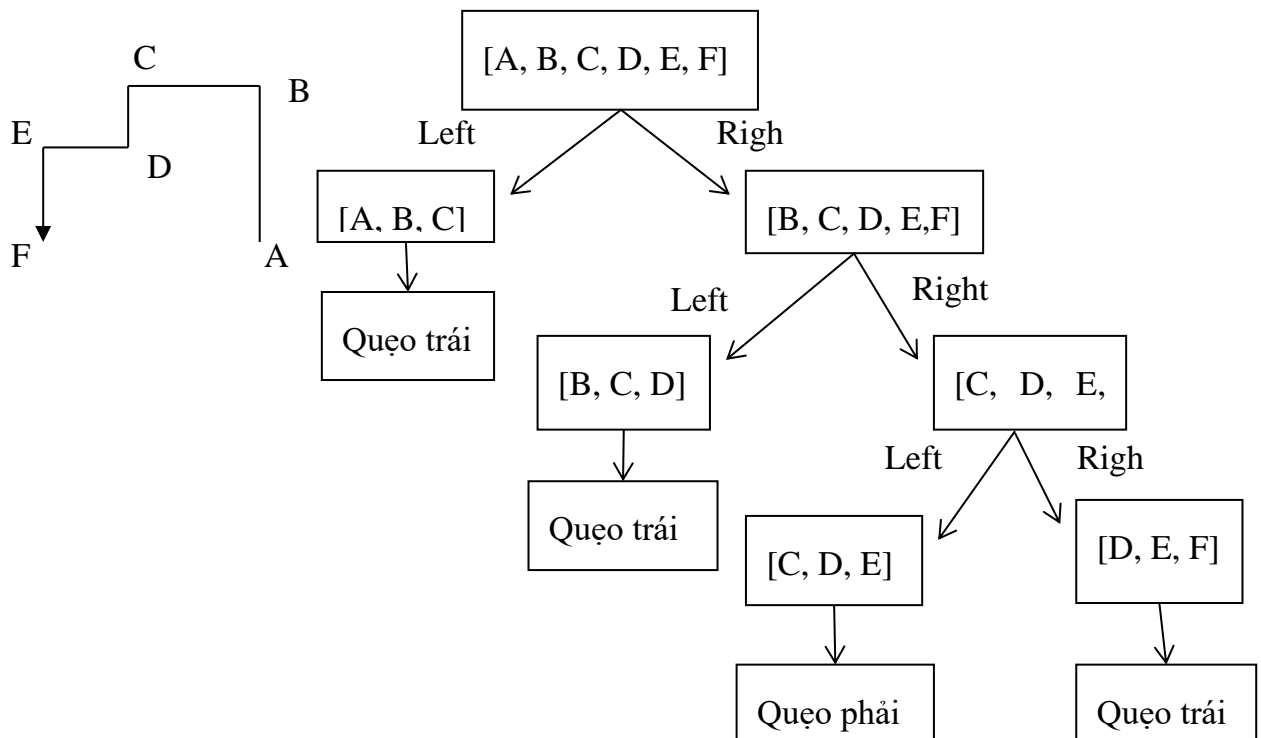 C
B
E
D
F
A
[A, B, C, D, E, F]
Left
Righ
[A, B, C]
[B, C, D, E,F]
Quẹo trái
Left
Right
[B, C, D]
[C, D, E,
Quẹo trái
Left
Righ
[C, D, E]
[D, E, F]
Quẹo phải
Quẹo trái